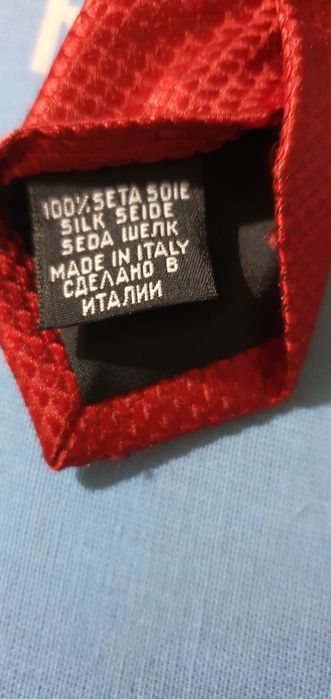 100% SETA SOIE
SILK SEIDE
SEDA ШЕЛК
MADE IN ITALY
СДЕЛАНО В
ИТАЛИИ